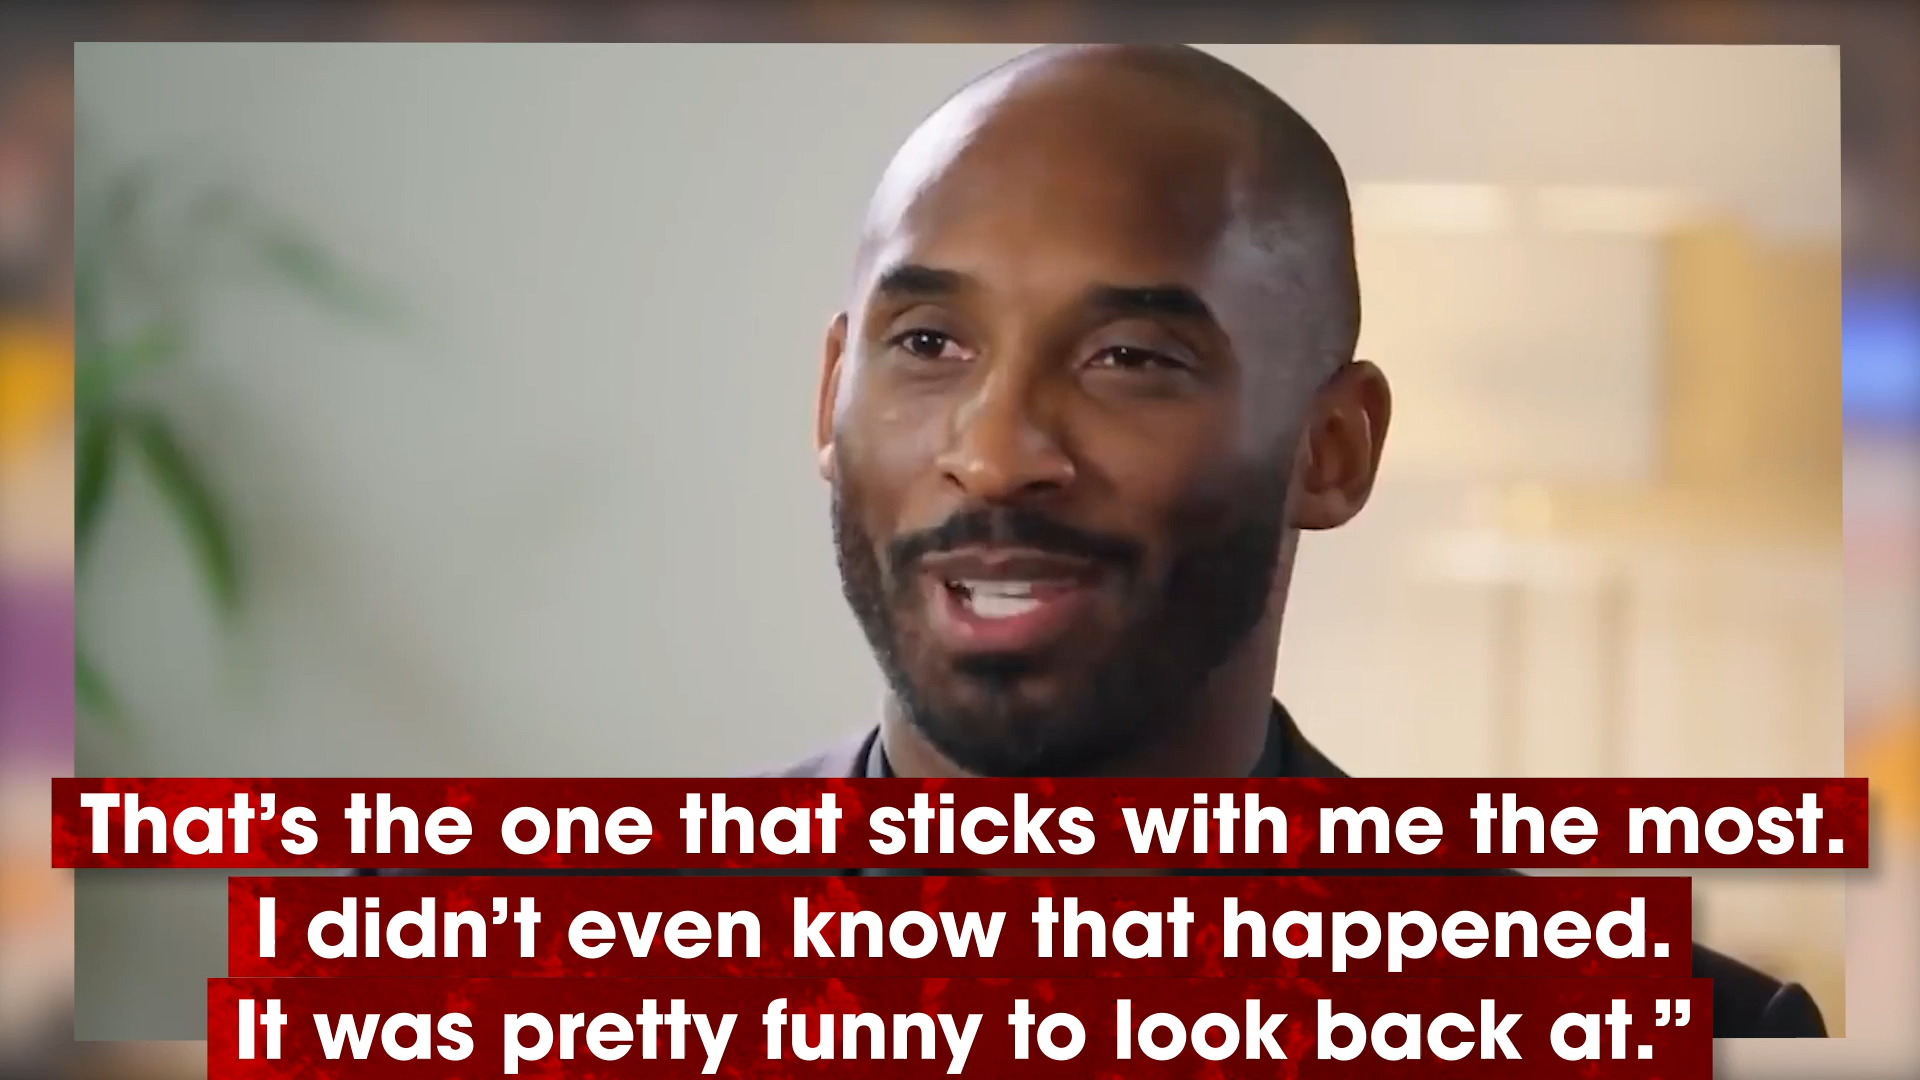 That’s the one that sticks with me the most.
I didn’t even know that happened.
It was pretty funny to look back at.”